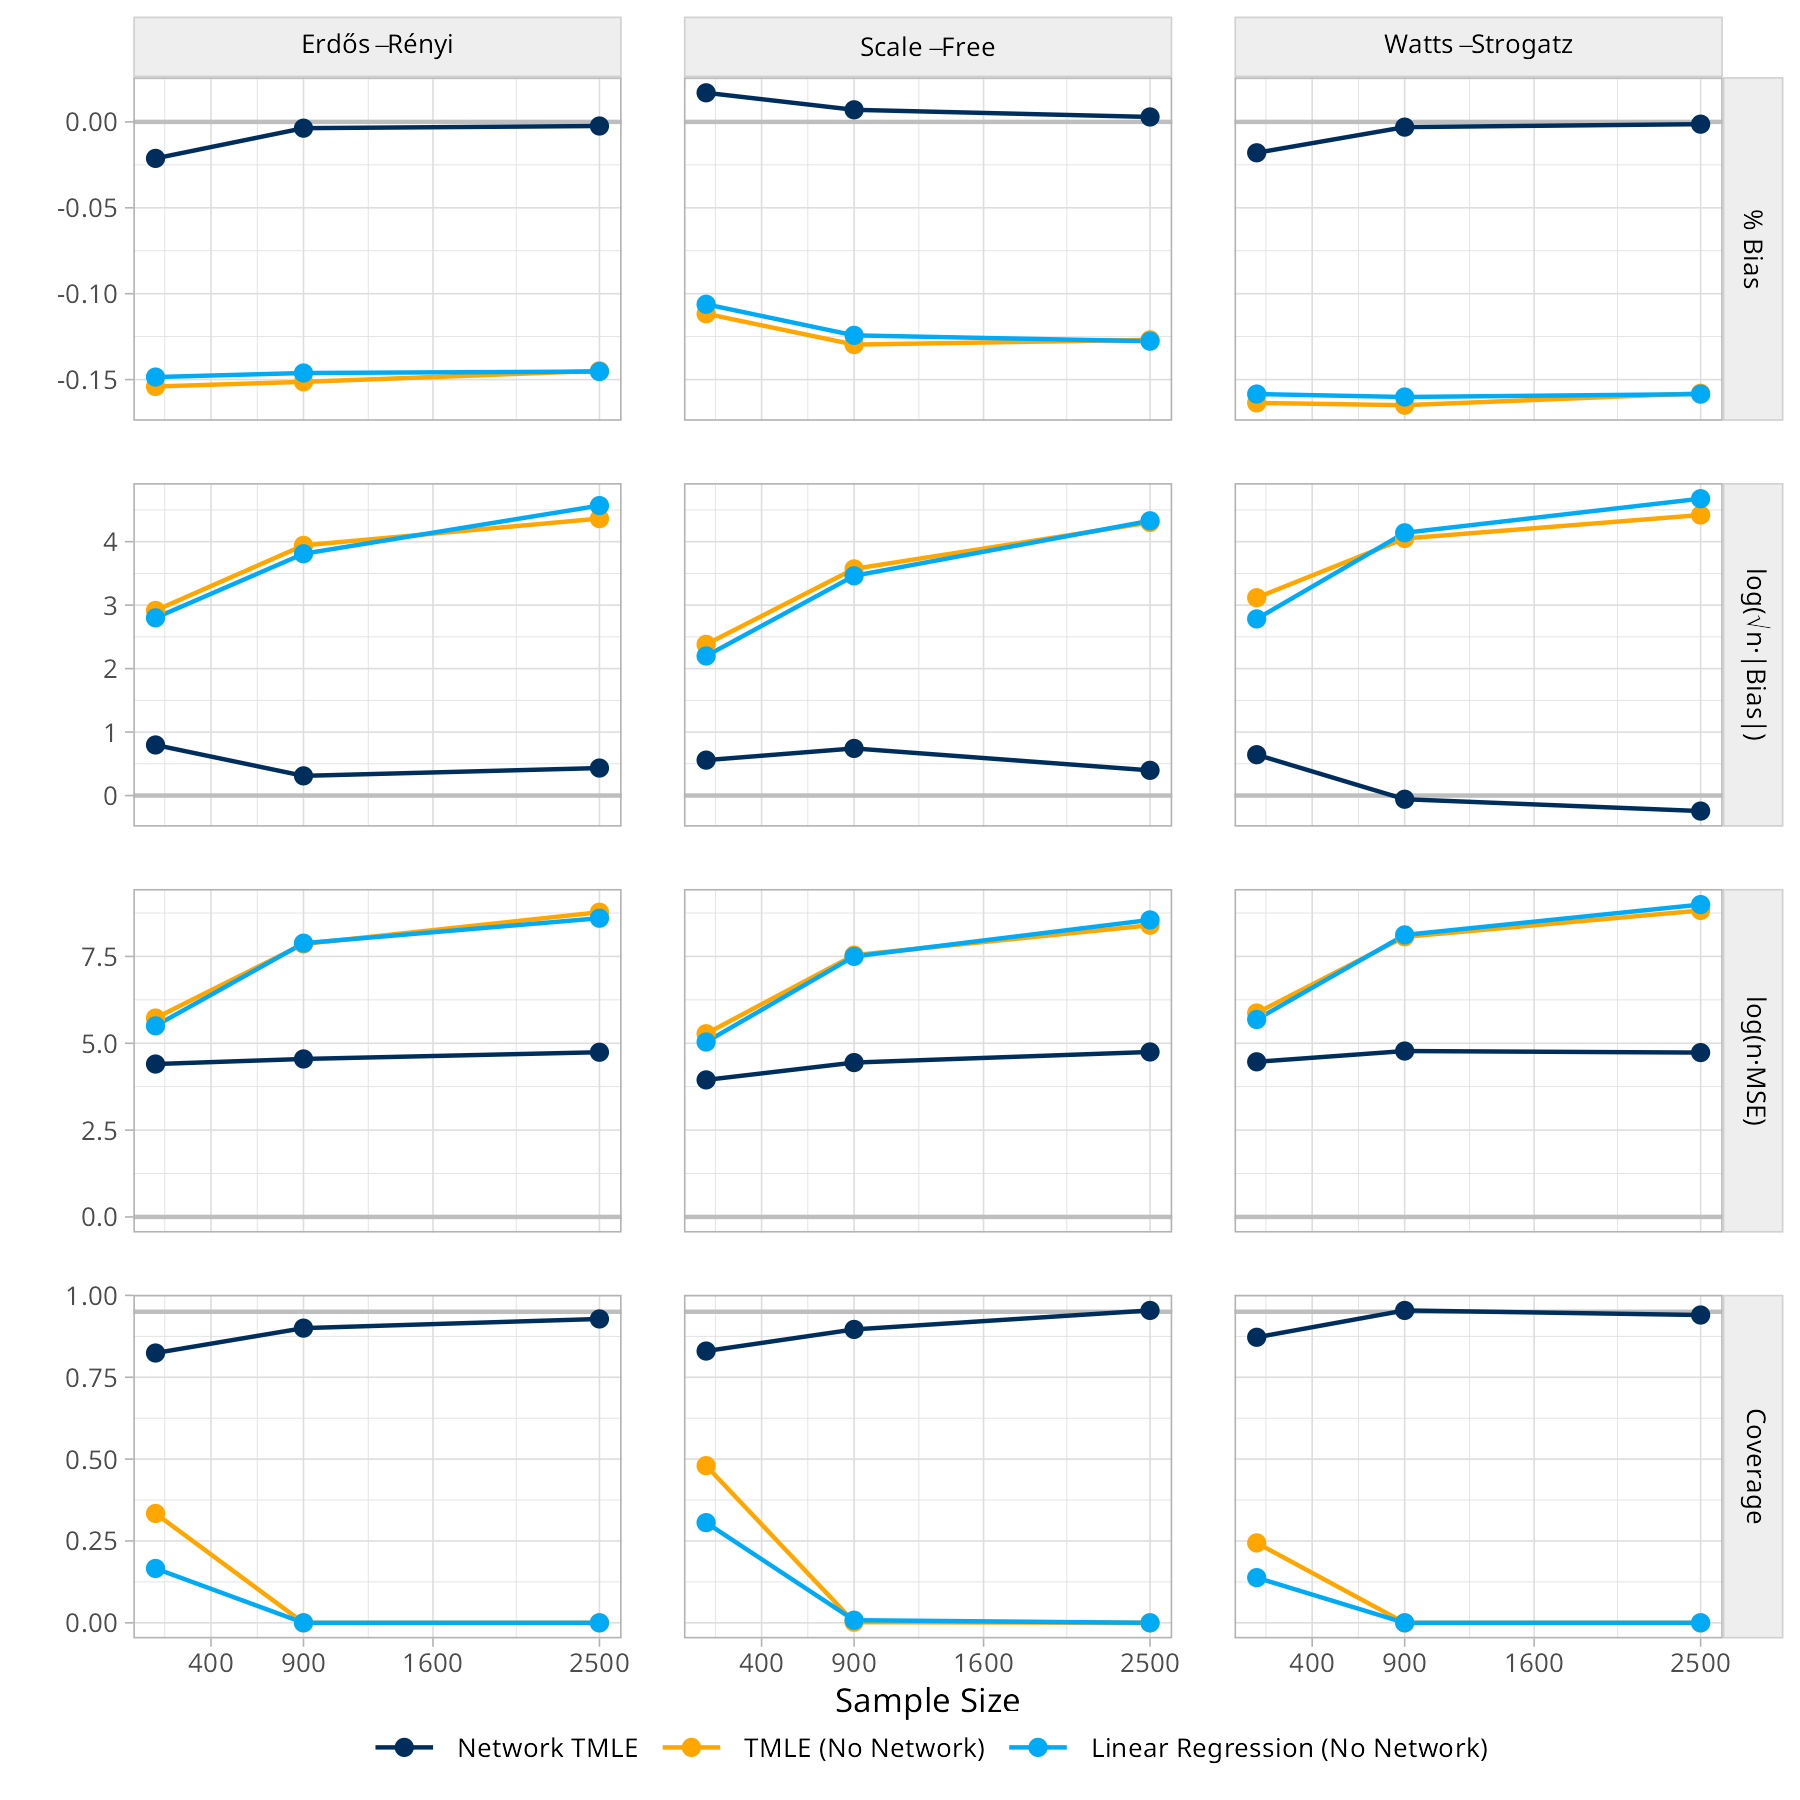 Erdős –Rényi
Scale –Free
Watts –Strogatz
0.00
-0.05
-0.10
-0.15
% Bias
4
3
2
1
0
log(√n·|Bias|)
7.5
5.0
2.5
0.0
log(n·MSE)
1.00
0.75
0.50
0.25
0.00
Coverage
400 900 1600 2500 400 900 1600 2500 400 900 1600 2500
Sample Size
Network TMLE TMLE (No Network) Linear Regression (No Network)